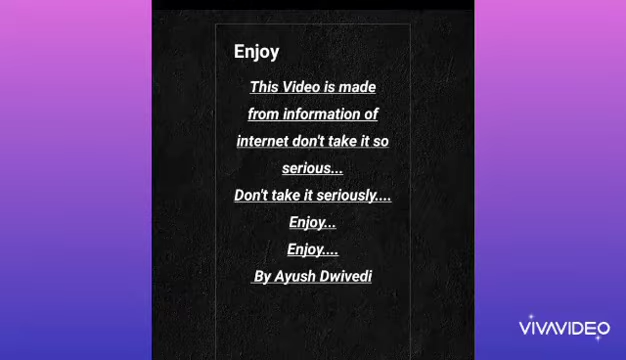 Enjoy
This Video is made
from information of
internet don't take it so
serious...
Don't take it seriously....
Enjoy...
Enjoy....
By Ayush Dwivedi
VIVAVIDEO